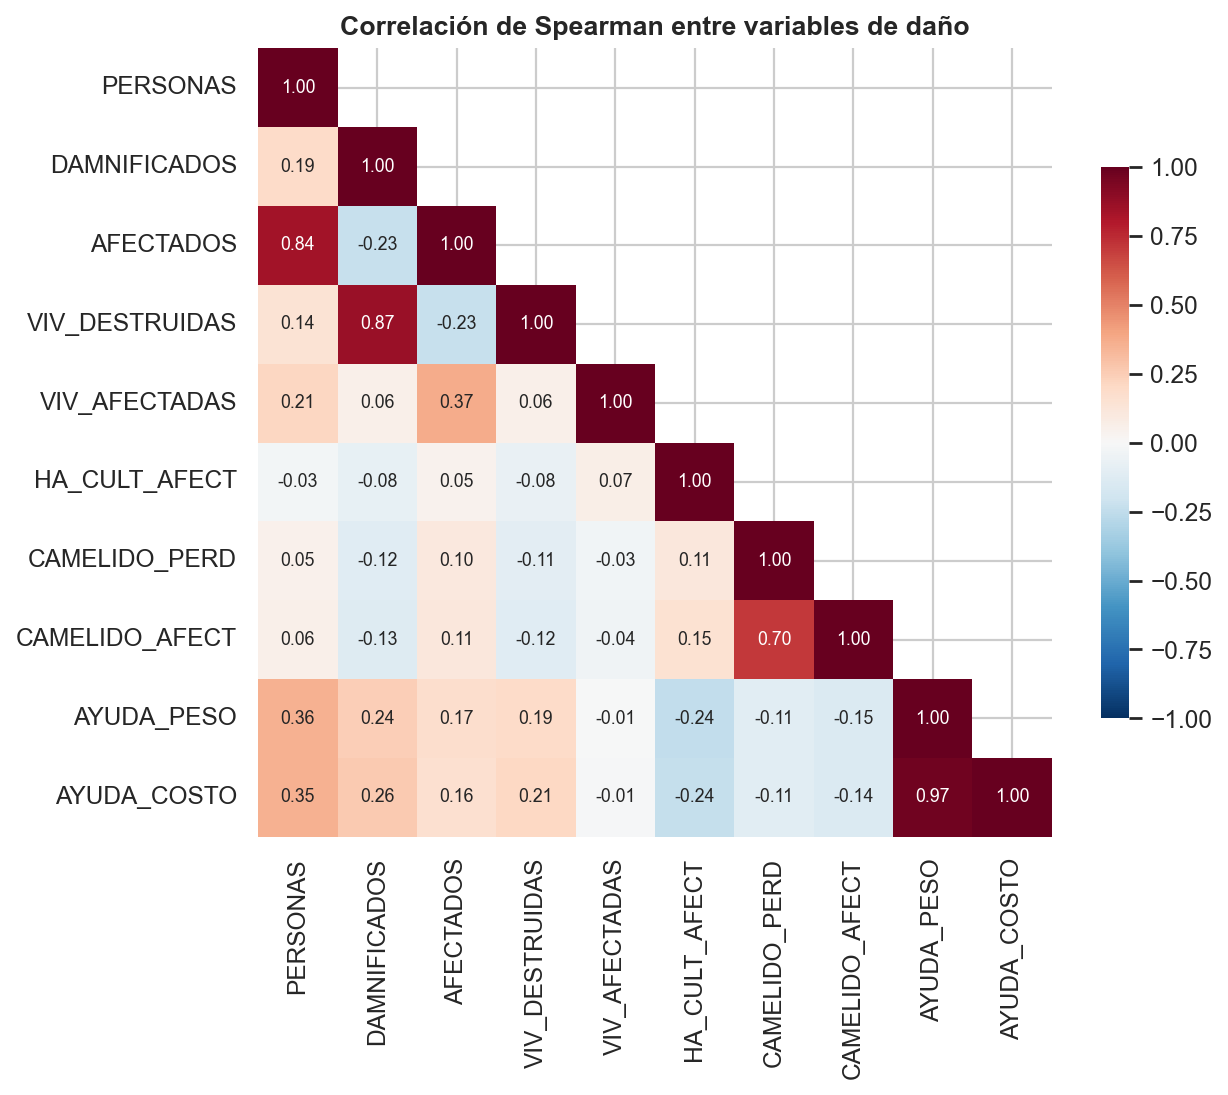 Correlación de Spearman entre variables de daño
PERSONAS 1.00
DAMNIFICADOS 0.19 1.00
AFECTADOS 0.84 -0.23 1.00
VIV_DESTRUIDAS 0.14 0.87 -0.23 1.00
VIV_AFECTADAS 0.21 0.06 0.37 0.06 1.00
HA_CULT_AFECT -0.03 -0.08 0.05 -0.08 0.07 1.00
CAMELIDO_PERD 0.05 -0.12 0.10 -0.11 -0.03 0.11 1.00
CAMELIDO_AFECT 0.06 -0.13 0.11 -0.12 -0.04 0.15 0.70 1.00
AYUDA_PESO 0.36 0.24 0.17 0.19 -0.01 -0.24 -0.11 -0.15 1.00
AYUDA_COSTO 0.35 0.26 0.16 0.21 -0.01 -0.24 -0.11 -0.14 0.97 1.00
PERSONAS
DAMNIFICADOS
AFECTADOS
VIV_DESTRUIDAS
VIV_AFECTADAS
HA_CULT_AFECT
CAMELIDO_PERD
CAMELIDO_AFECT
AYUDA_PESO
AYUDA_COSTO
1.00
0.75
0.50
0.25
0.00
−0.25
−0.50
−0.75
−1.00